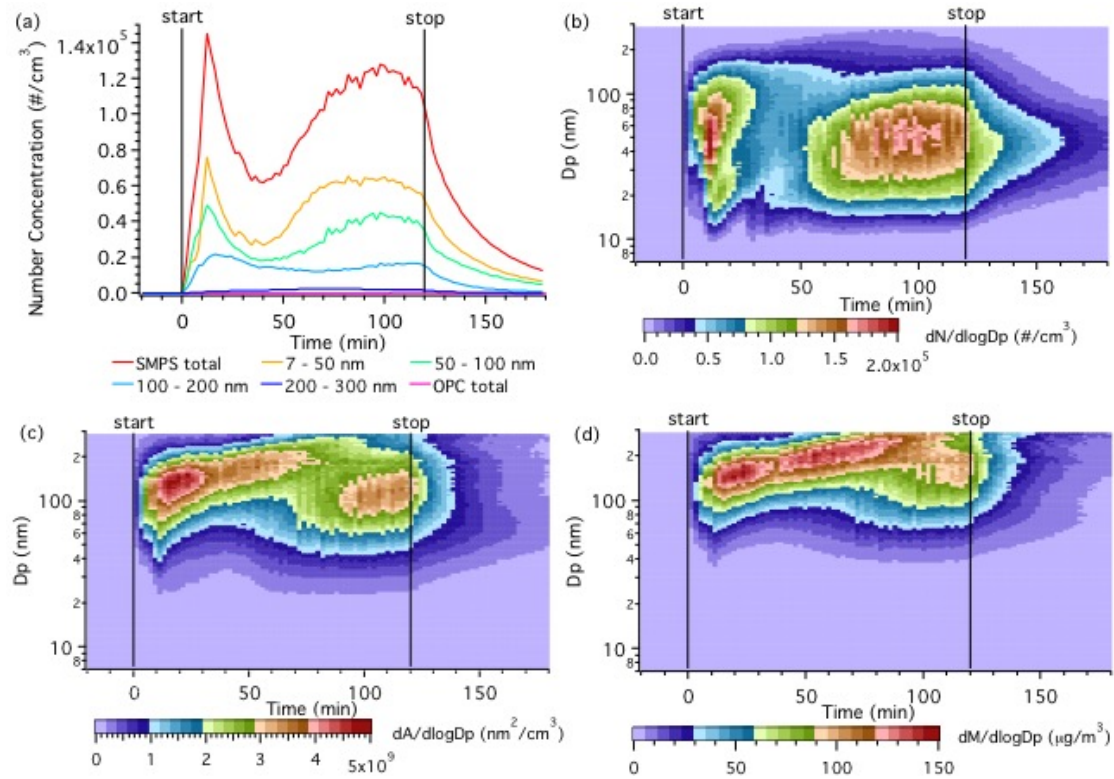 (a)
start
stop
1.4x10^5
1.2
1.0
0.8
0.6
0.4
0.2
0.0
Number Concentration (#/cm^3)
0 50 100 150
Time (min)
SMPS total 7 - 50 nm 50 - 100 nm
100 - 200 nm 200 - 300 nm OPC total
(b)
start
stop
2
100
8
6
4
2
10
8
Dp (nm)
0 50 100 150
Time (min)
dN/dlogDp (#/cm^3)
0.0 0.5 1.0 1.5 2.0x10^5
(c)
start
stop
2
100
8
6
4
2
10
8
Dp (nm)
0 50 100 150
Time (min)
dA/dlogDp (nm^2/cm^3)
0 1 2 3 4 5x10^9
(d)
start
stop
2
100
8
6
4
2
10
8
Dp (nm)
0 50 100 150
Time (min)
dM/dlogDp (μg/m^3)
0 50 100 150